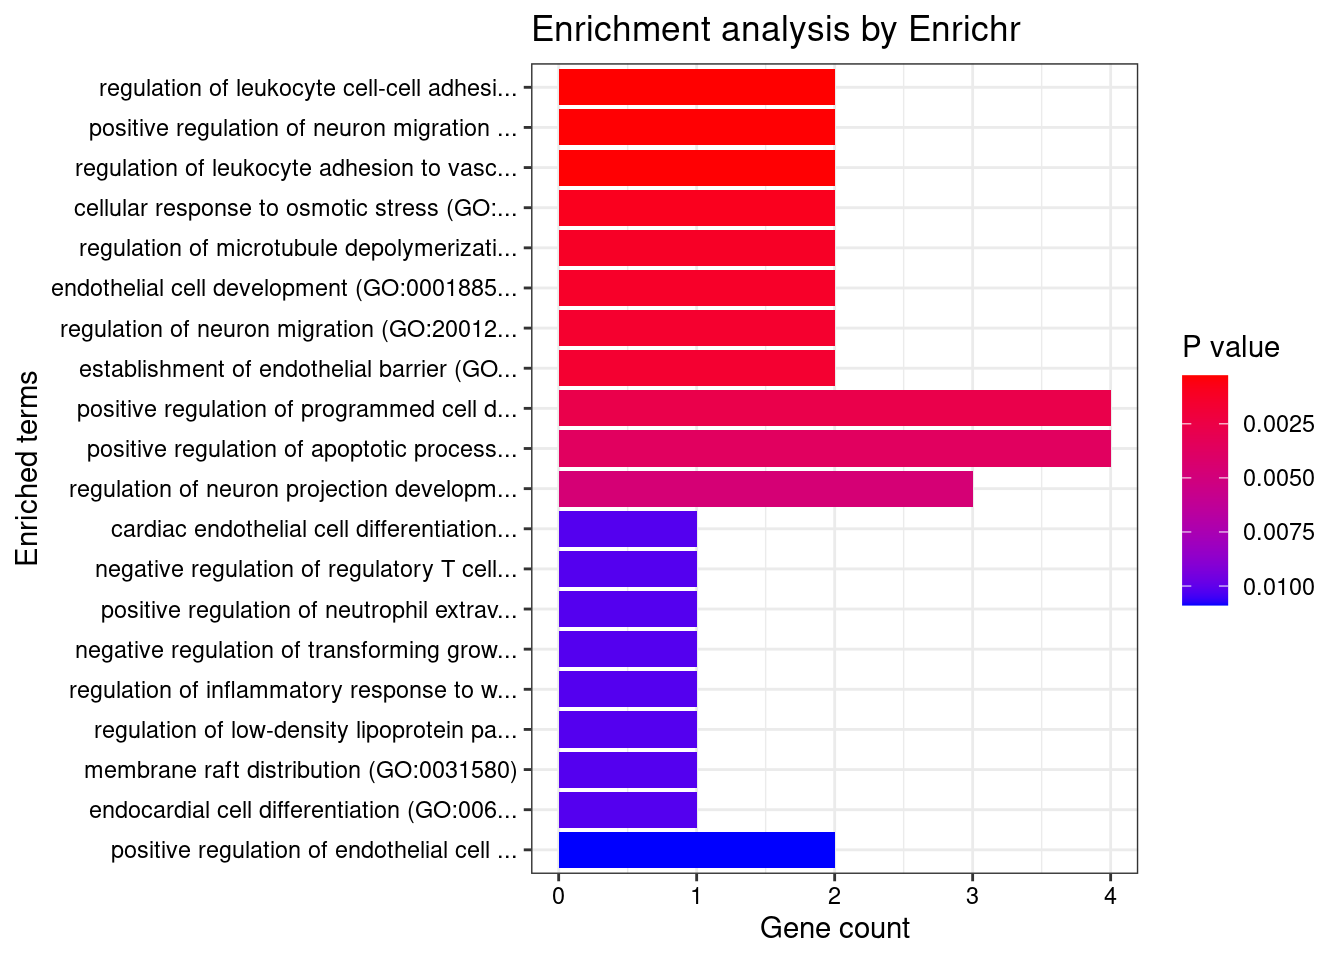 Enrichment analysis by Enrichr
regulation of leukocyte cell-cell adhesi...
positive regulation of neuron migration ...
regulation of leukocyte adhesion to vasc...
cellular response to osmotic stress (GO:...
regulation of microtubule depolymerizati...
endothelial cell development (GO:0001885...
regulation of neuron migration (GO:20012...
establishment of endothelial barrier (GO...
positive regulation of programmed cell d...
positive regulation of apoptotic process...
regulation of neuron projection developm...
cardiac endothelial cell differentiation...
negative regulation of regulatory T cell...
positive regulation of neutrophil extrav...
negative regulation of transforming grow...
regulation of inflammatory response to w...
regulation of low-density lipoprotein pa...
membrane raft distribution (GO:0031580)
endocardial cell differentiation (GO:006...
positive regulation of endothelial cell ...
Enriched terms
0 1 2 3 4
Gene count
P value
0.0025
0.0050
0.0075
0.0100